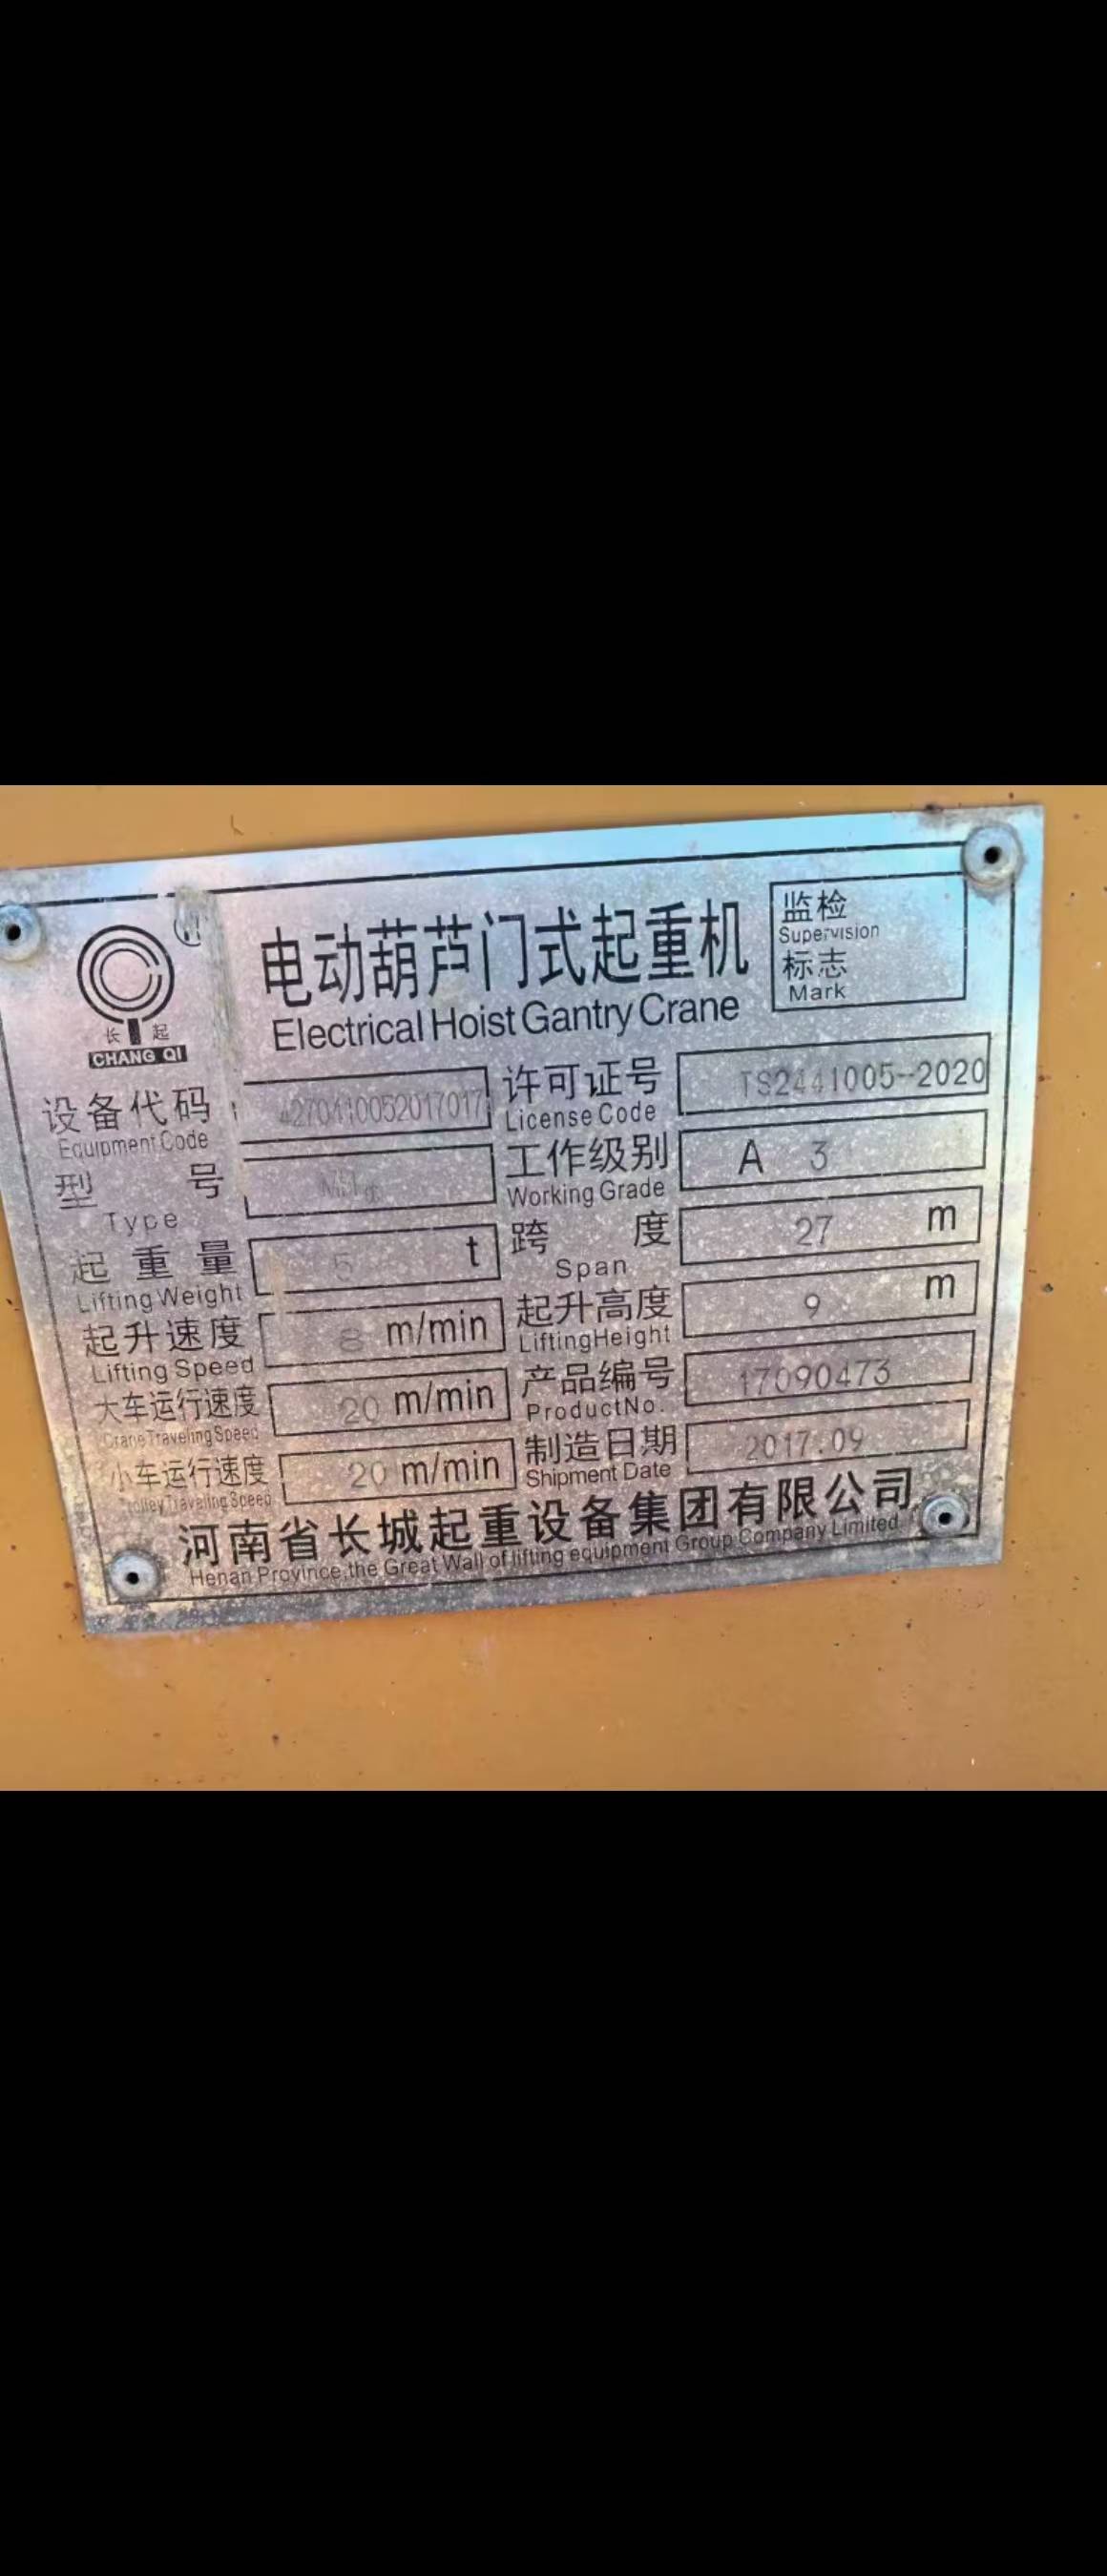 电动葫芦门式起重机
Electrical Hoist Gantry Crane
监检
Supervision
标志
Mark
长 起
CHANG QI
设备代码 4270110052017017 许可证号 TS2441005-2020
Equipment Code License Code
型 号 工作级别 A 3
Type Working Grade
起重量 5 t 跨 度 27 m
Lifting Weight Span
起升速度 8 m/min 起升高度 9 m
Lifting Speed LiftingHeight
大车运行速度 20 m/min 产品编号 17090473
Crane Traveling Speed ProductNo.
小车运行速度 20 m/min 制造日期 2017.09
Trolley Traveling Speep Shipment Date
河南省长城起重设备集团有限公司
Henan Province,the Great Wall of lifting equipment Group Company Limited